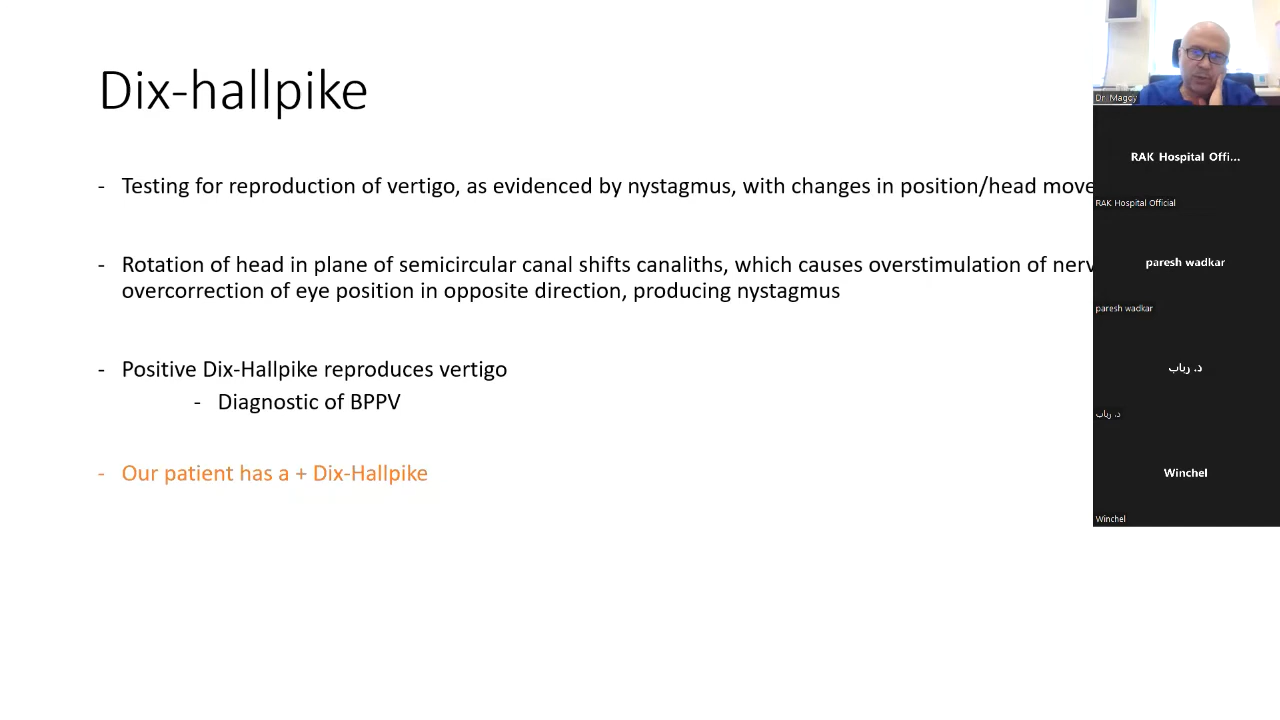 Dix-hallpike
- Testing for reproduction of vertigo, as evidenced by nystagmus, with changes in position/head move
- Rotation of head in plane of semicircular canal shifts canaliths, which causes overstimulation of nerv
overcorrection of eye position in opposite direction, producing nystagmus
- Positive Dix-Hallpike reproduces vertigo
- Diagnostic of BPPV
- Our patient has a + Dix-Hallpike
Dr. Magdy
RAK Hospital Offi...
RAK Hospital Official
paresh wadkar
paresh wadkar
د. رباب
د. رباب
Winchel
Winchel